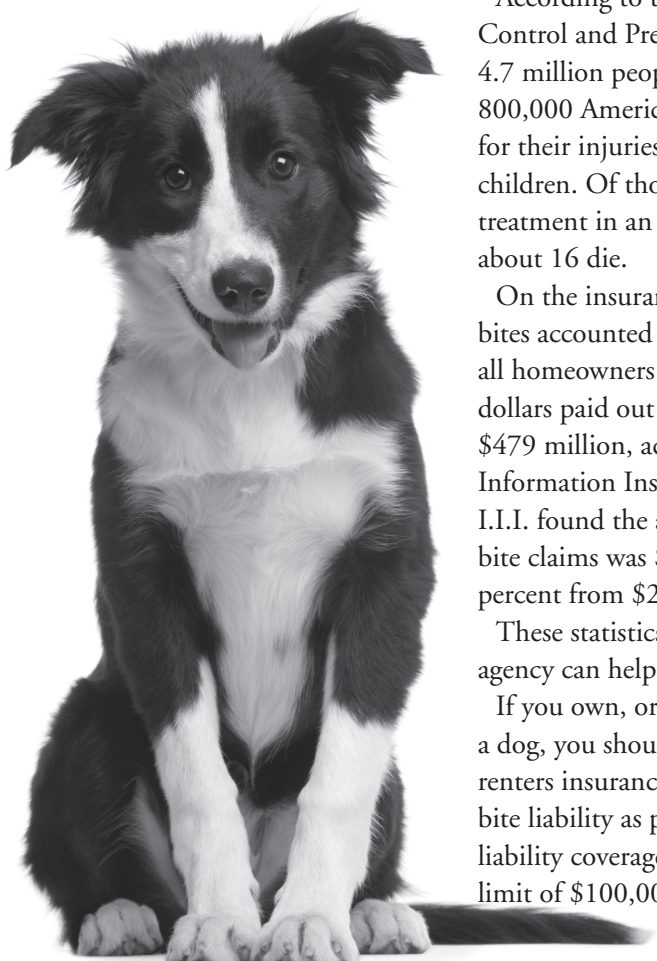 According to t
Control and Pre
4.7 million peop
800,000 Americ
for their injuries
children. Of tho
treatment in an
about 16 die.
On the insuran
bites accounted
all homeowners
dollars paid out
$479 million, ac
Information Ins
I.I.I. found the a
bite claims was
percent from $2
These statistics
agency can help
If you own, or
a dog, you shou
renters insuranc
bite liability as p
liability coverage
limit of $100,00